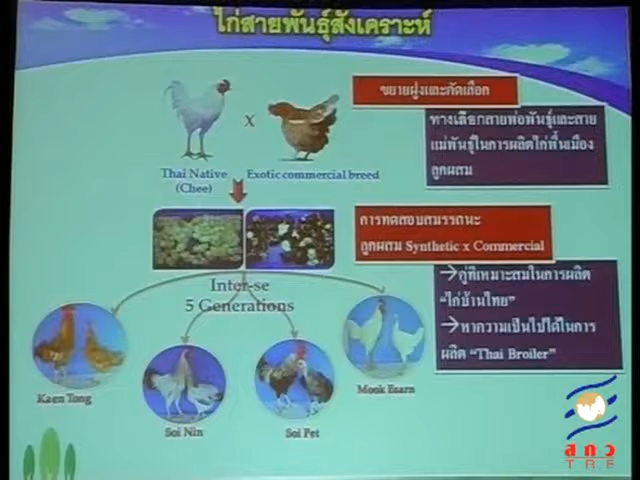 ไก่สายพันธุ์สังเคราะห์
ขยายฝูงและคัดเลือก
ทางเลือกสายพ่อพันธุ์และสาย
แม่พันธุ์ในการผลิตไก่พื้นเมือง
ลูกผสม
X
Thai Native
(Chee)
Exotic commercial breed
การทดสอบสมรรถนะ
ลูกผสม Synthetic x Commercial
→คู่ที่เหมาะสมในการผลิต
“ไก่บ้านไทย”
→หาความเป็นไปได้ในการ
ผลิต “Thai Broiler”
Inter-se
5 Generations
Kaen Tong
Soi Nin
Soi Pet
Mook Esarn
สกว
TRF